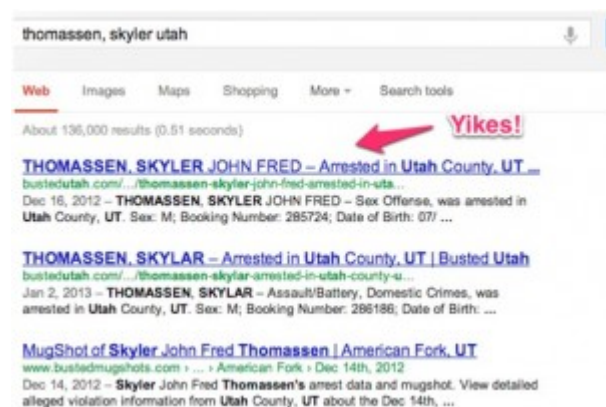 thomassen, skyler utah
Web Images Maps Shopping More Search tools
About 136,000 results (0.51 seconds)
Yikes!
THOMASSEN, SKYLER JOHN FRED – Arrested in Utah County, UT ...
bustedutah.com/.../thomassen-skyler-john-fred-arrested-in-uta...
Dec 16, 2012 – THOMASSEN, SKYLER JOHN FRED – Sex Offense, was arrested in
Utah County, UT. Sex: M; Booking Number: 285724; Date of Birth: 07/ ...
THOMASSEN, SKYLAR – Arrested in Utah County, UT | Busted Utah
bustedutah.com/.../thomassen-skylar-arrested-in-utah-county-u...
Jan 2, 2013 – THOMASSEN, SKYLAR – Assault/Battery, Domestic Crimes, was
arrested in Utah County, UT. Sex: M; Booking Number: 286186; Date of Birth: ...
MugShot of Skyler John Fred Thomassen | American Fork, UT
www.bustedmugshots.com › ... › American Fork › Dec 14th, 2012
Dec 14, 2012 – Skyler John Fred Thomassen's arrest data and mugshot. View detailed
alleged violation information from Utah County, UT about the Dec 14th, ...